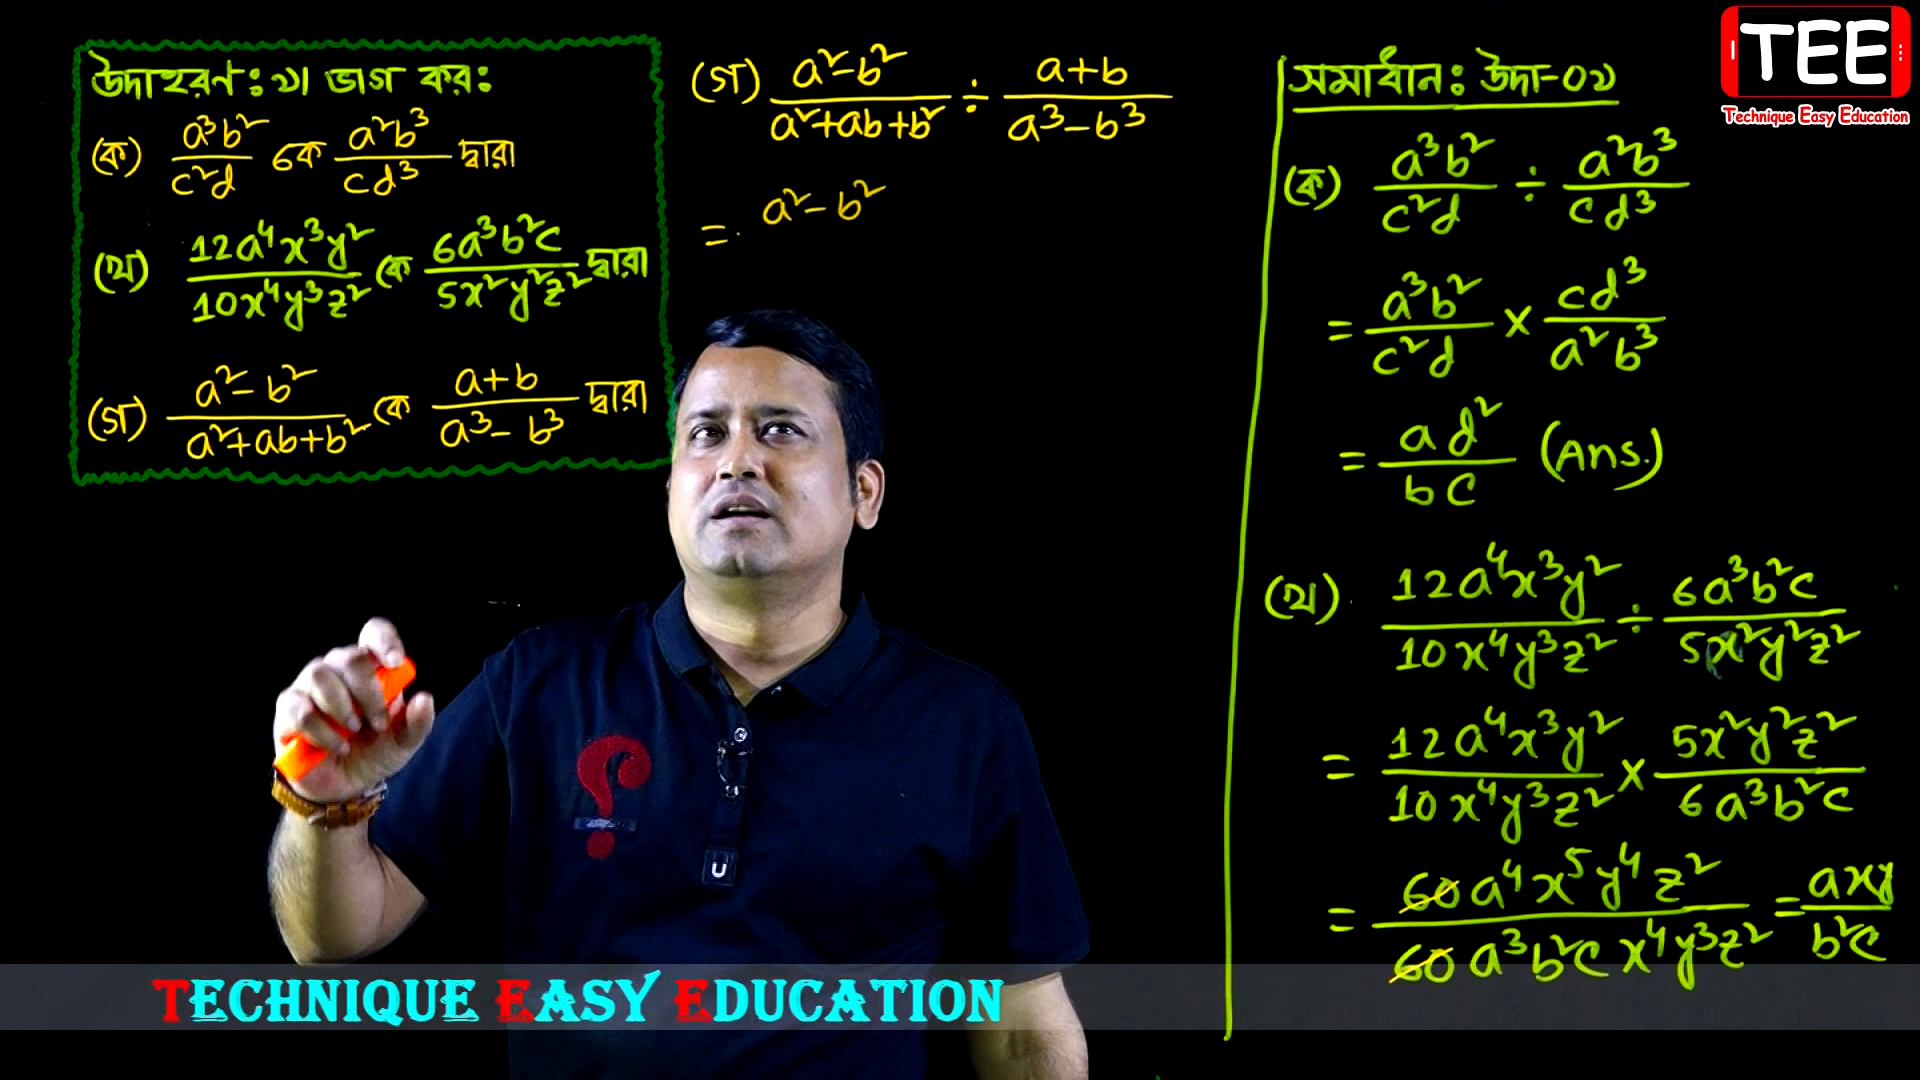 উদাহরণ: ১। ভাগ কর:
(ক) a³b²/c²d কে a²b³/cd³ দ্বারা
(খ) 12a⁴x³y²/10x⁴y³z² কে 6a³b²c/5x²y²z² দ্বারা
(গ) a²-b²/a²+ab+b² কে a+b/a³-b³ দ্বারা
(গ) a²-b²/a²+ab+b² ÷ a+b/a³-b³
= a²-b²
সমাধান: উদা-০১
(ক) a³b²/c²d ÷ a²b³/cd³
= a³b²/c²d × cd³/a²b³
= ad²/bc (Ans.)
(খ) 12a⁴x³y²/10x⁴y³z² ÷ 6a³b²c/5x²y²z²
= 12a⁴x³y²/10x⁴y³z² × 5x²y²z²/6a³b²c
= 60a⁴x⁵y⁴z²/60a³b²cx⁴y³z² = axy/b²c
TEE
Technique Easy Education
U
TECHNIQUE EASY EDUCATION